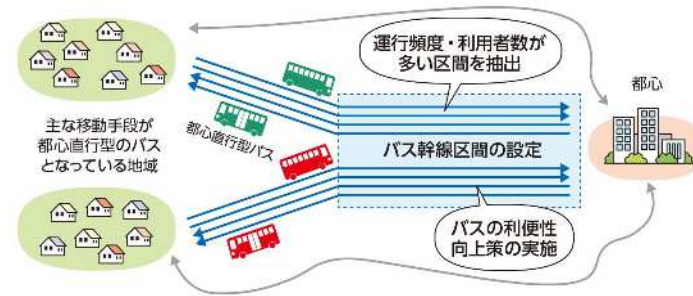 運行頻度・利用者数が
多い区間を抽出
都心
主な移動手段が
都心直行型のバス
となっている地域
都心直行型バス
バス幹線区間の設定
バスの利便性
向上策の実施